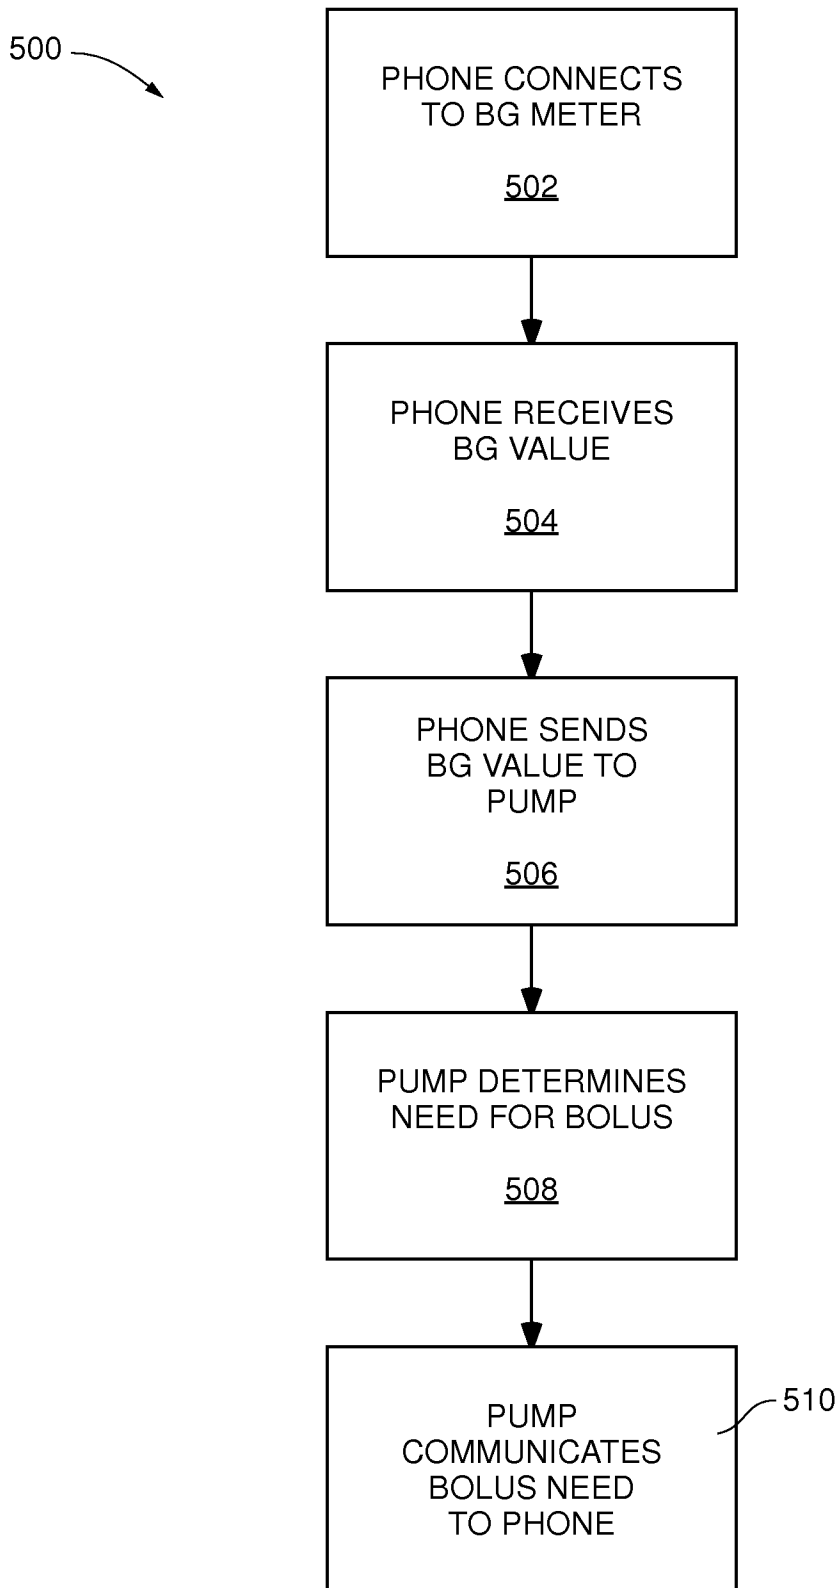 500
PHONE CONNECTS
TO BG METER
502
PHONE RECEIVES
BG VALUE
504
PHONE SENDS
BG VALUE TO
PUMP
506
PUMP DETERMINES
NEED FOR BOLUS
508
PUMP
COMMUNICATES
BOLUS NEED
TO PHONE
510